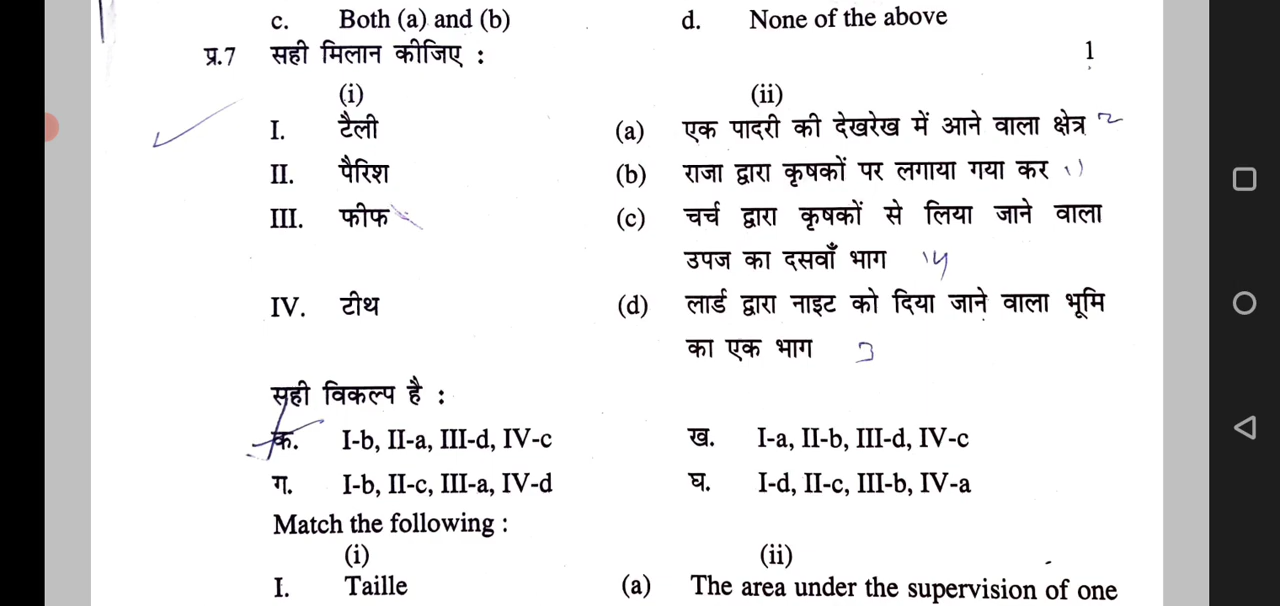 c. Both (a) and (b) d. None of the above
प्र.7 सही मिलान कीजिए : 1
(i) (ii)
I. टैली (a) एक पादरी की देखरेख में आने वाला क्षेत्र 2
II. पैरिश (b) राजा द्वारा कृषकों पर लगाया गया कर
III. फीफ (c) चर्च द्वारा कृषकों से लिया जाने वाला
उपज का दसवाँ भाग
IV. टीथ (d) लार्ड द्वारा नाइट को दिया जाने वाला भूमि
का एक भाग 3
सही विकल्प है :
क. I-b, II-a, III-d, IV-c ख. I-a, II-b, III-d, IV-c
ग. I-b, II-c, III-a, IV-d घ. I-d, II-c, III-b, IV-a
Match the following :
(i) (ii)
I. Taille (a) The area under the supervision of one